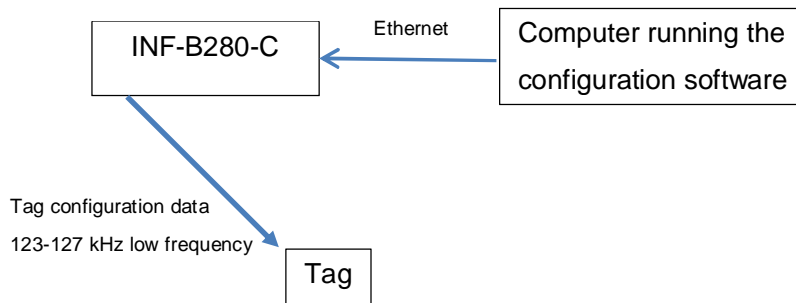 INF-B280-C
Ethernet
Computer running the
configuration software
Tag configuration data
123-127 kHz low frequency
Tag